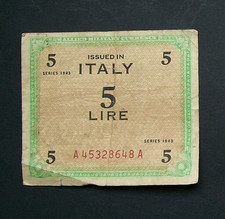 ISSUED IN
5 ITALY 5
SERIES 1943
5
LIRE
SERIES 1943
5 5
A45328648A